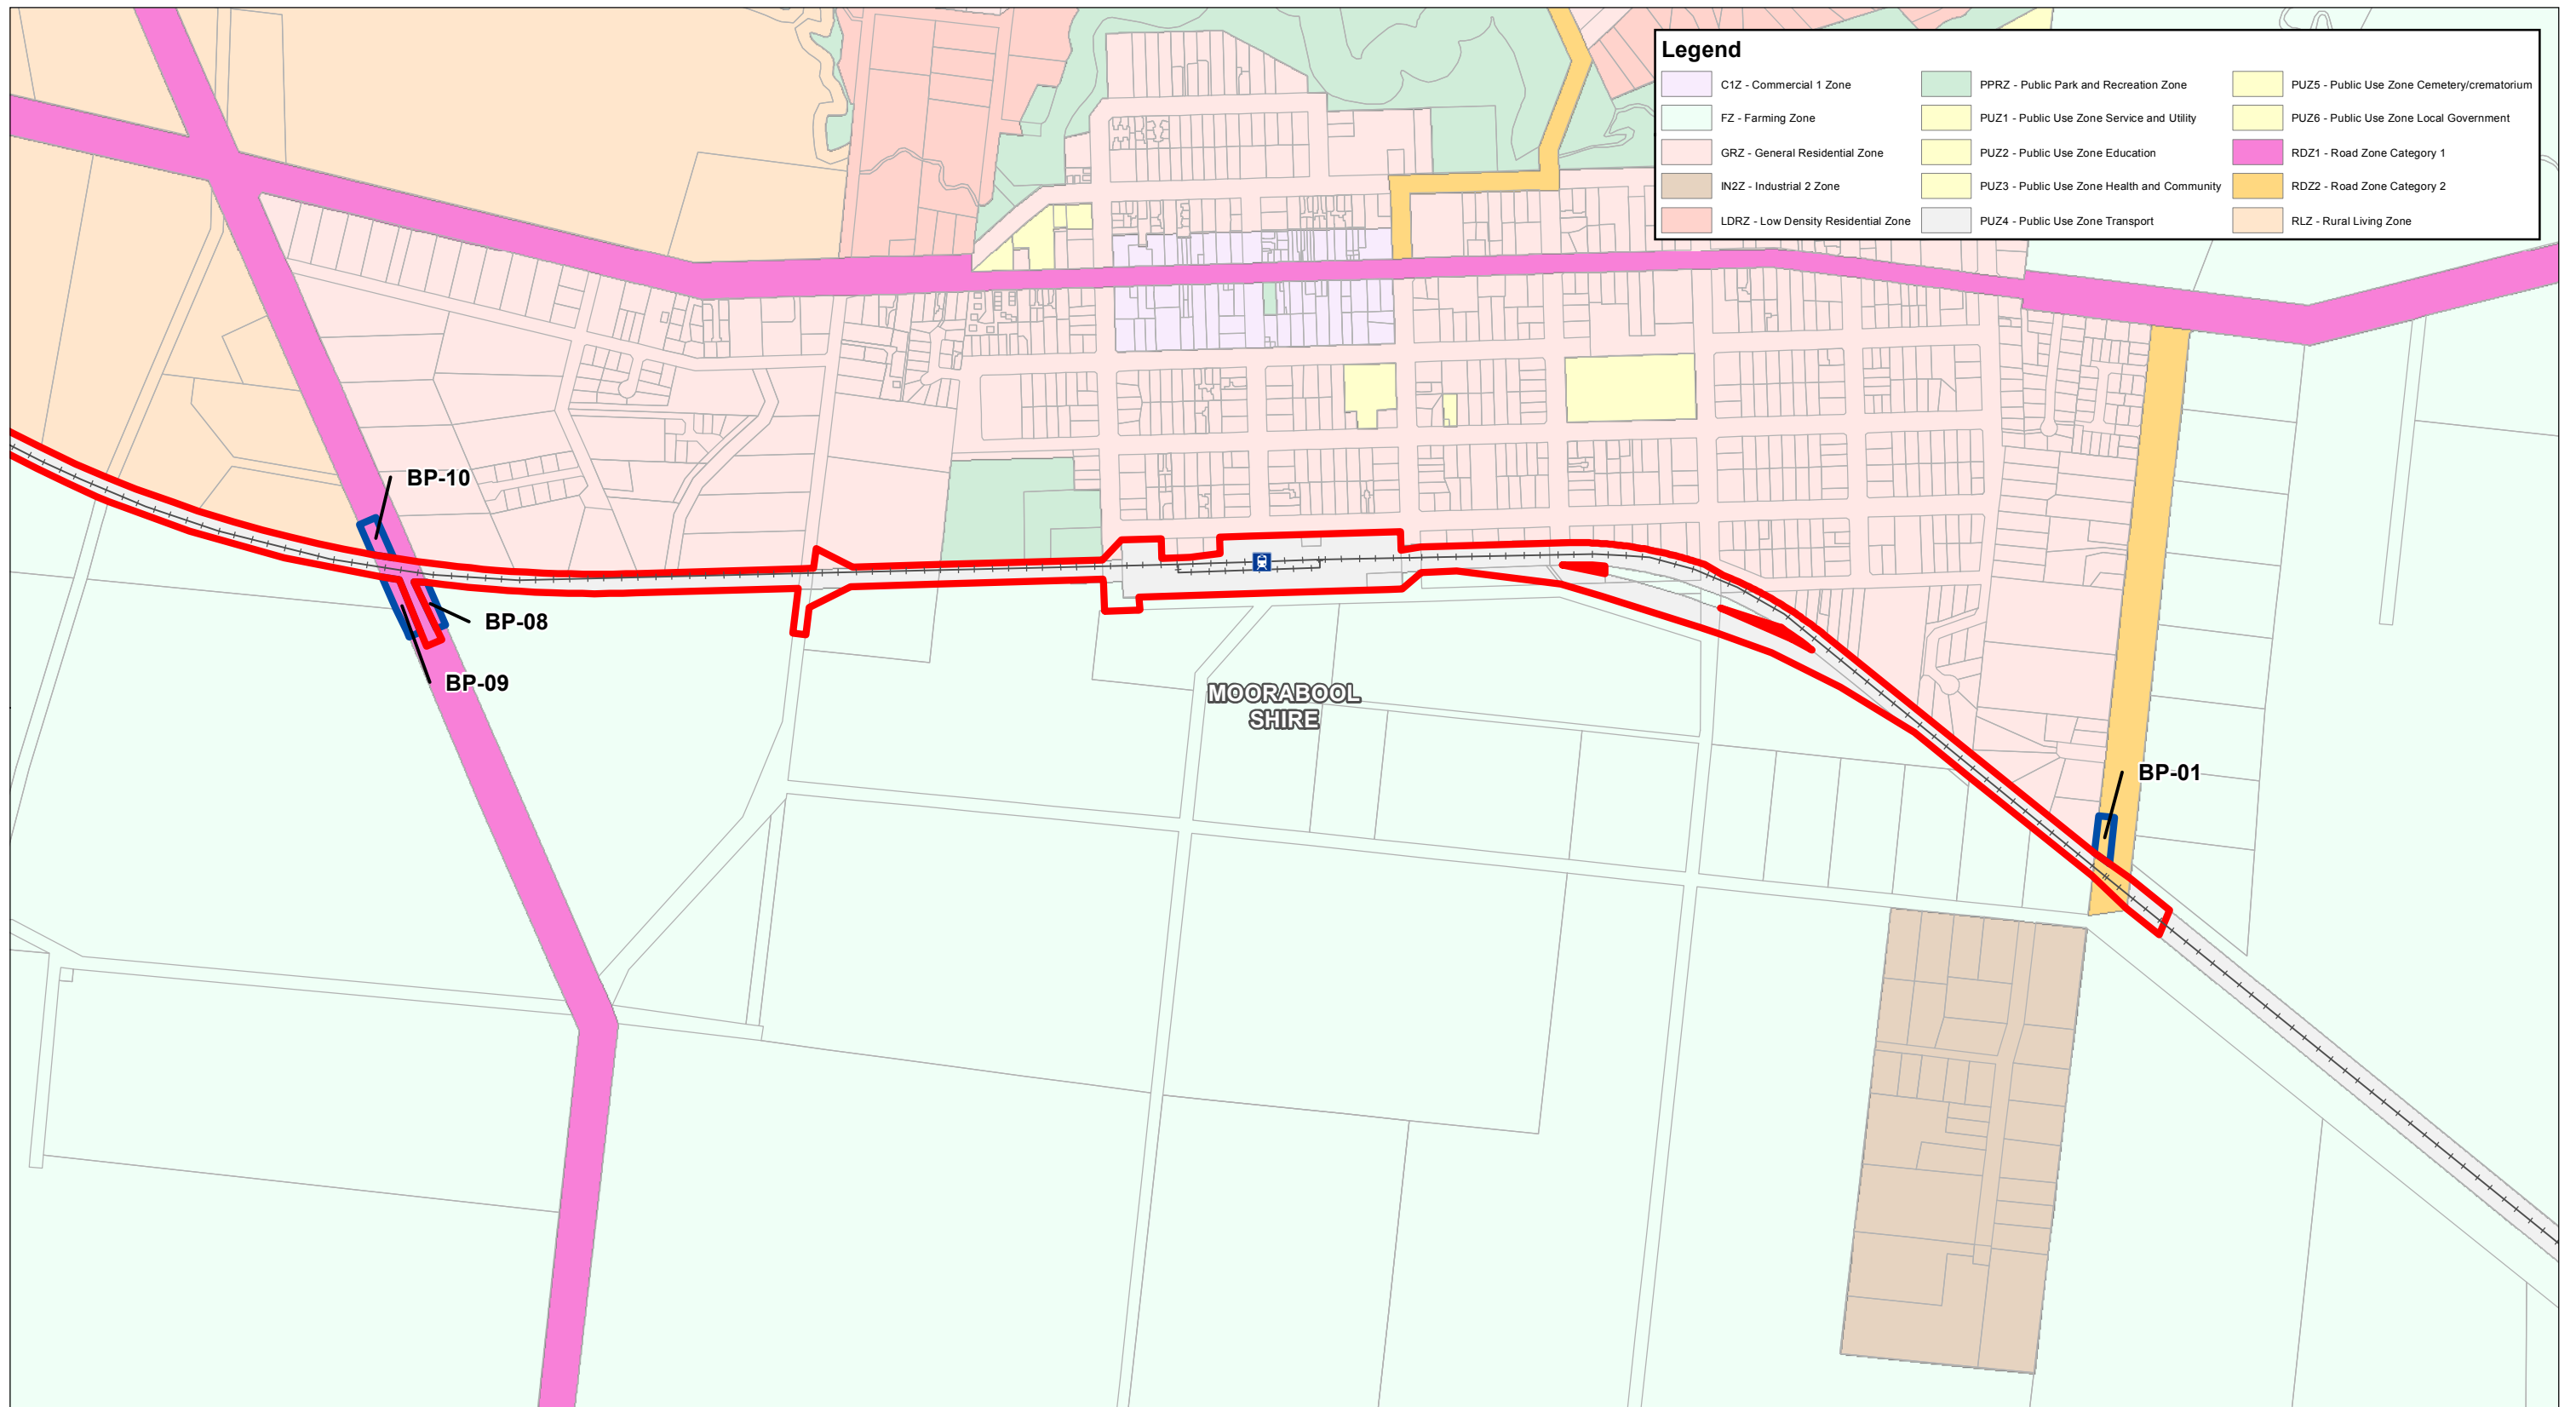 Legend
C1Z - Commercial 1 Zone
FZ - Farming Zone
GRZ - General Residential Zone
IN2Z - Industrial 2 Zone
LDRZ - Low Density Residential Zone
PPRZ - Public Park and Recreation Zone
PUZ1 - Public Use Zone Service and Utility
PUZ2 - Public Use Zone Education
PUZ3 - Public Use Zone Health and Community
PUZ4 - Public Use Zone Transport
PUZ5 - Public Use Zone Cemetery/crematorium
PUZ6 - Public Use Zone Local Government
RDZ1 - Road Zone Category 1
RDZ2 - Road Zone Category 2
RLZ - Rural Living Zone
BP-10
BP-08
BP-09
MOORABOOL
SHIRE
BP-01